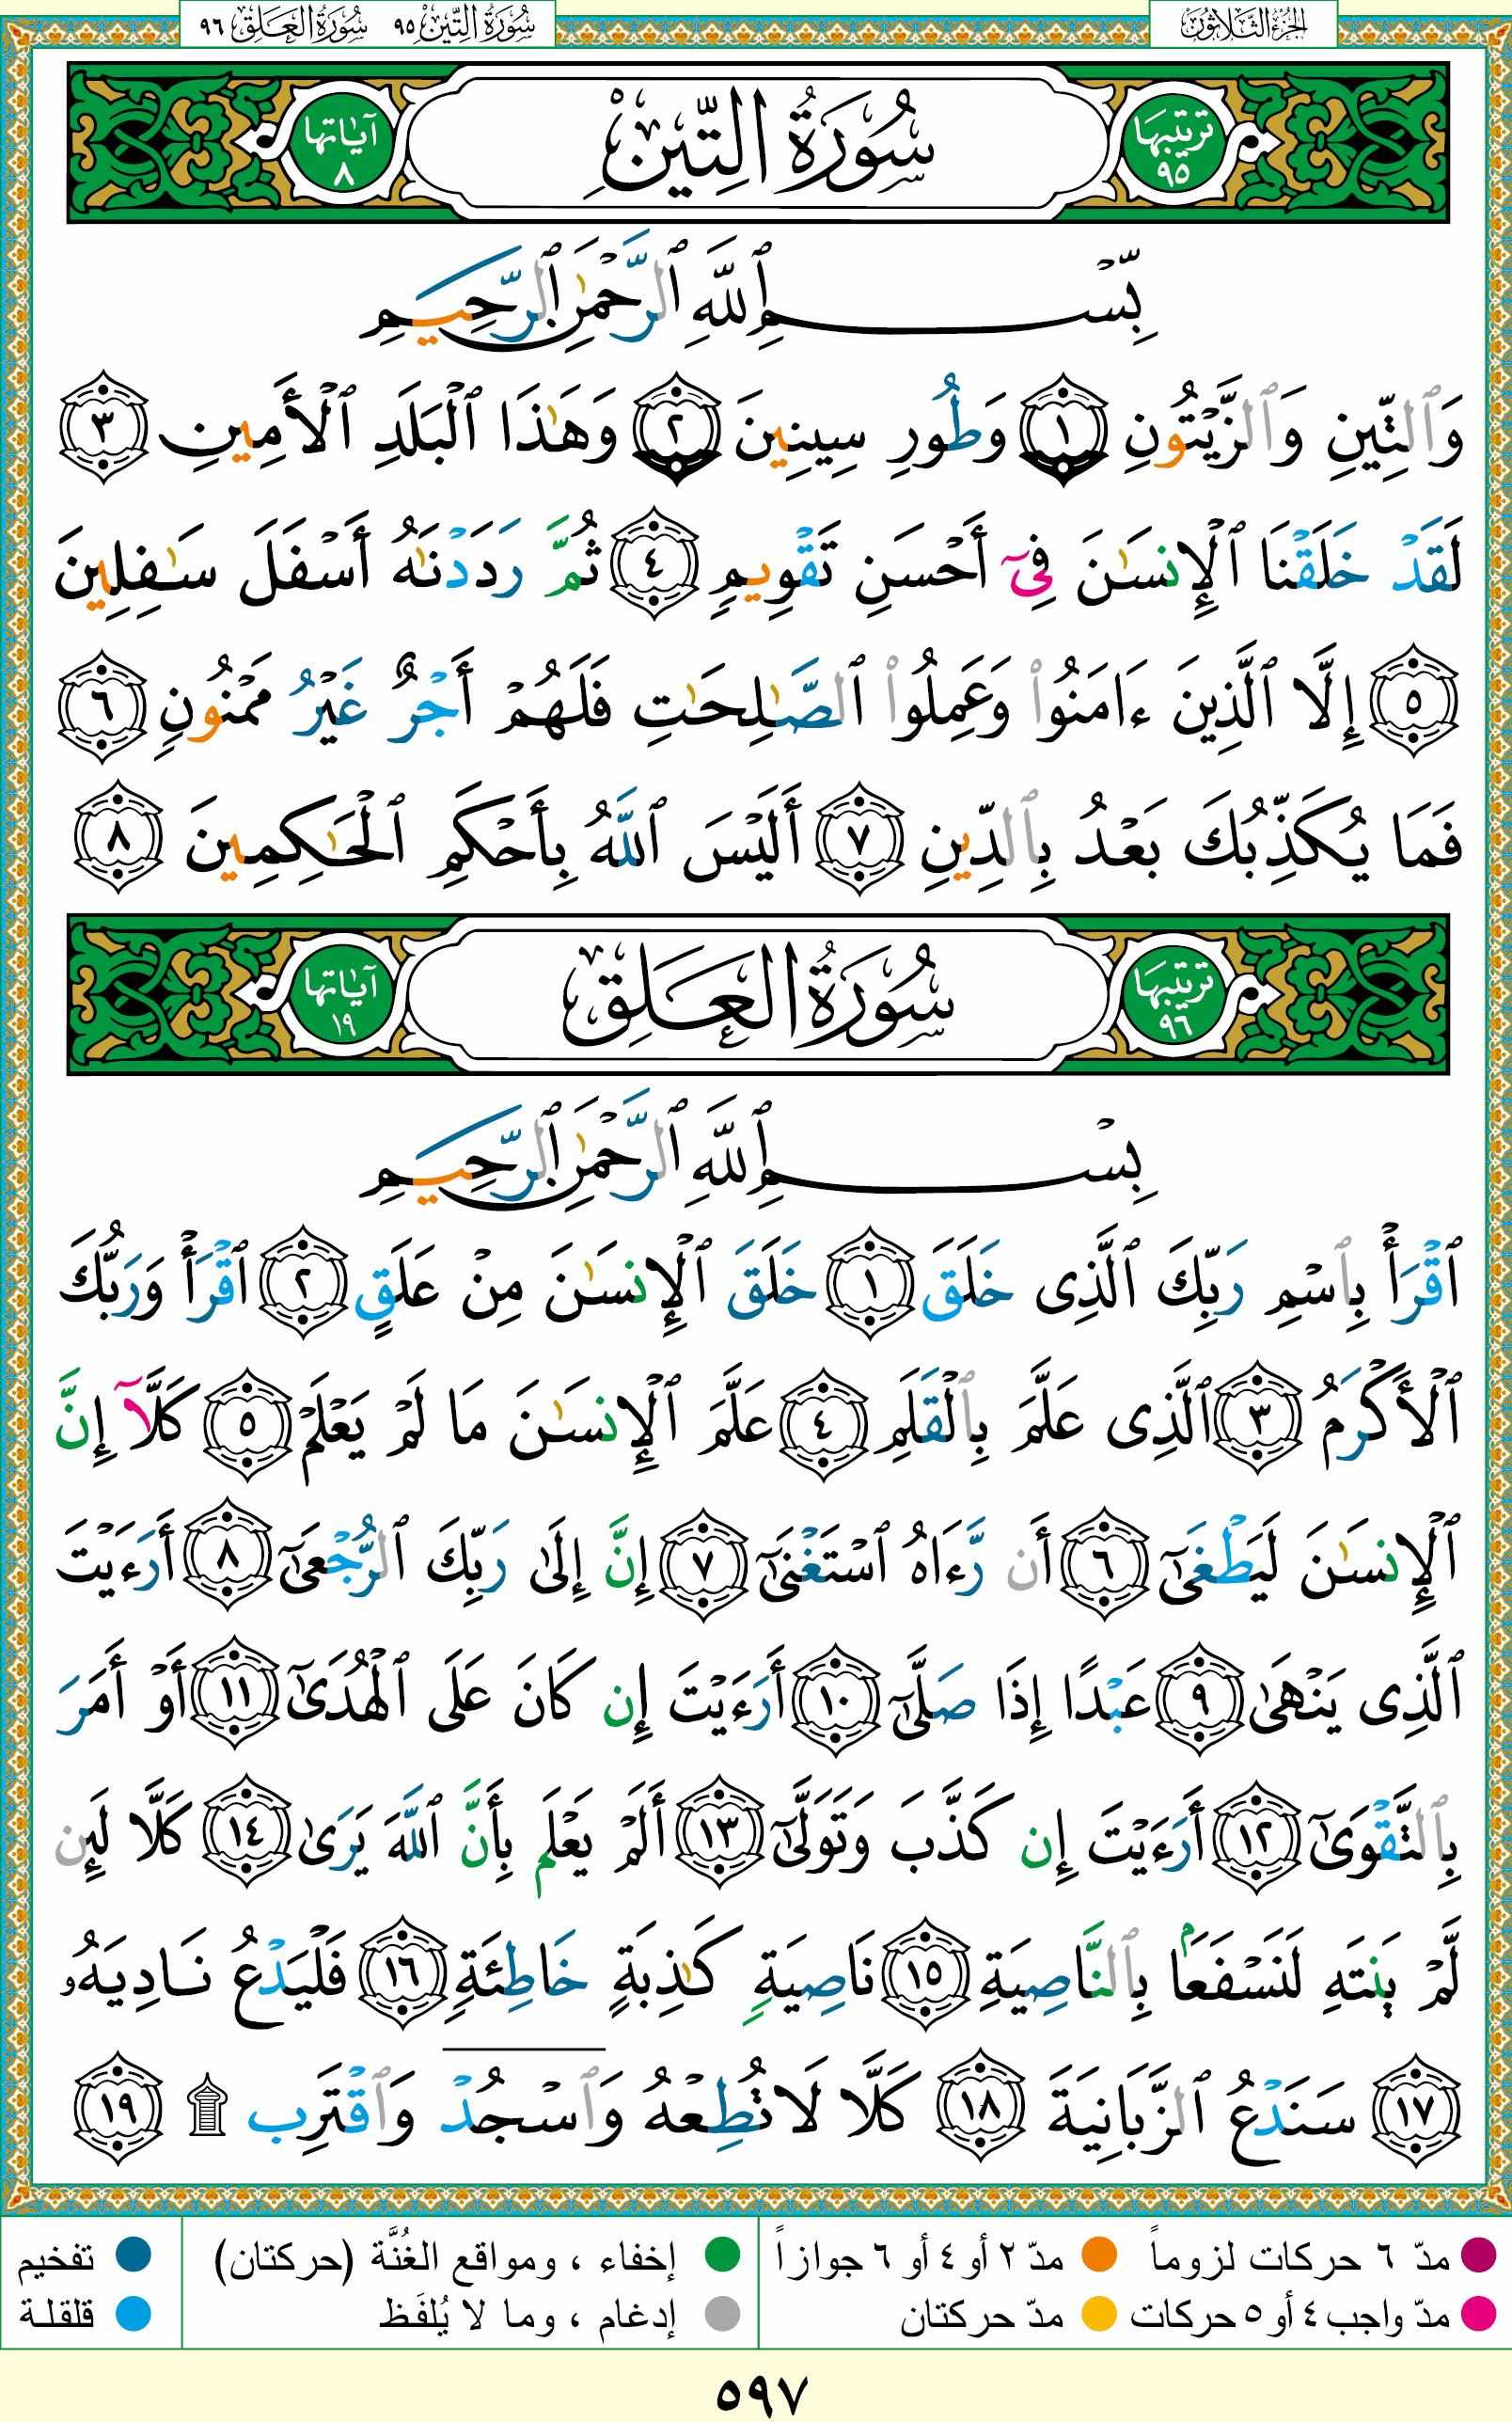 الجزء الثلاثون
سورة التين ٩٥ سورة العلق ٩٦
ترتيبها ٩٥
سُورَةُ التِّينِ
آياتها ٨
بِّسْمِ ٱللَّهِ ٱلرَّحْمَٰنِ ٱلرَّحِيمِ
وَٱلتِّينِ وَٱلزَّيْتُونِ ١ وَطُورِ سِينِينَ ٢ وَهَٰذَا ٱلْبَلَدِ ٱلْأَمِينِ ٣
لَقَدْ خَلَقْنَا ٱلْإِنسَٰنَ فِىٓ أَحْسَنِ تَقْوِيمٍ ٤ ثُمَّ رَدَدْنَٰهُ أَسْفَلَ سَٰفِلِينَ
٥ إِلَّا ٱلَّذِينَ ءَامَنُوا۟ وَعَمِلُوا۟ ٱلصَّٰلِحَٰتِ فَلَهُمْ أَجْرٌ غَيْرُ مَمْنُونٍ ٦
فَمَا يُكَذِّبُكَ بَعْدُ بِٱلدِّينِ ٧ أَلَيْسَ ٱللَّهُ بِأَحْكَمِ ٱلْحَٰكِمِينَ ٨
ترتيبها ٩٦
سُورَةُ العَلَقِ
آياتها ١٩
بِسْمِ ٱللَّهِ ٱلرَّحْمَٰنِ ٱلرَّحِيمِ
ٱقْرَأْ بِٱسْمِ رَبِّكَ ٱلَّذِى خَلَقَ ١ خَلَقَ ٱلْإِنسَٰنَ مِنْ عَلَقٍ ٢ ٱقْرَأْ وَرَبُّكَ
ٱلْأَكْرَمُ ٣ ٱلَّذِى عَلَّمَ بِٱلْقَلَمِ ٤ عَلَّمَ ٱلْإِنسَٰنَ مَا لَمْ يَعْلَمْ ٥ كَلَّآ إِنَّ
ٱلْإِنسَٰنَ لَيَطْغَىٰٓ ٦ أَن رَّءَاهُ ٱسْتَغْنَىٰٓ ٧ إِنَّ إِلَىٰ رَبِّكَ ٱلرُّجْعَىٰٓ ٨ أَرَءَيْتَ
ٱلَّذِى يَنْهَىٰ ٩ عَبْدًا إِذَا صَلَّىٰٓ ١٠ أَرَءَيْتَ إِن كَانَ عَلَى ٱلْهُدَىٰٓ ١١ أَوْ أَمَرَ
بِٱلتَّقْوَىٰٓ ١٢ أَرَءَيْتَ إِن كَذَّبَ وَتَوَلَّىٰٓ ١٣ أَلَمْ يَعْلَم بِأَنَّ ٱللَّهَ يَرَىٰ ١٤ كَلَّا لَئِن
لَّمْ يَنتَهِ لَنَسْفَعًۢا بِٱلنَّاصِيَةِ ١٥ نَاصِيَةٍ كَٰذِبَةٍ خَاطِئَةٍ ١٦ فَلْيَدْعُ نَادِيَهُۥ
١٧ سَنَدْعُ ٱلزَّبَانِيَةَ ١٨ كَلَّا لَا تُطِعْهُ وَٱسْجُدْ وَٱقْتَرِب ۩ ١٩
مدّ ٦ حركات لزوماً
مدّ ٢ أو ٤ أو ٦ جوازاً
إخفاء ، ومواقع الغُنَّة (حركتان)
تفخيم
مدّ واجب ٤ أو ٥ حركات
مدّ حركتان
إدغام ، وما لا يُلفَظ
قلقلة
٥٩٧